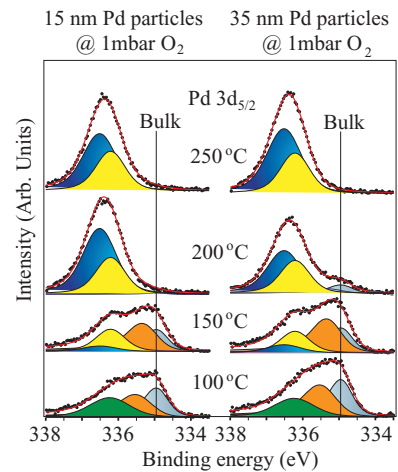 15 nm Pd particles
@ 1mbar O2
35 nm Pd particles
@ 1mbar O2
Intensity (Arb. Units)
Pd 3d5/2
Bulk
Bulk
250°C
200°C
150°C
100°C
338 336 334 338 336 334
Binding energy (eV)